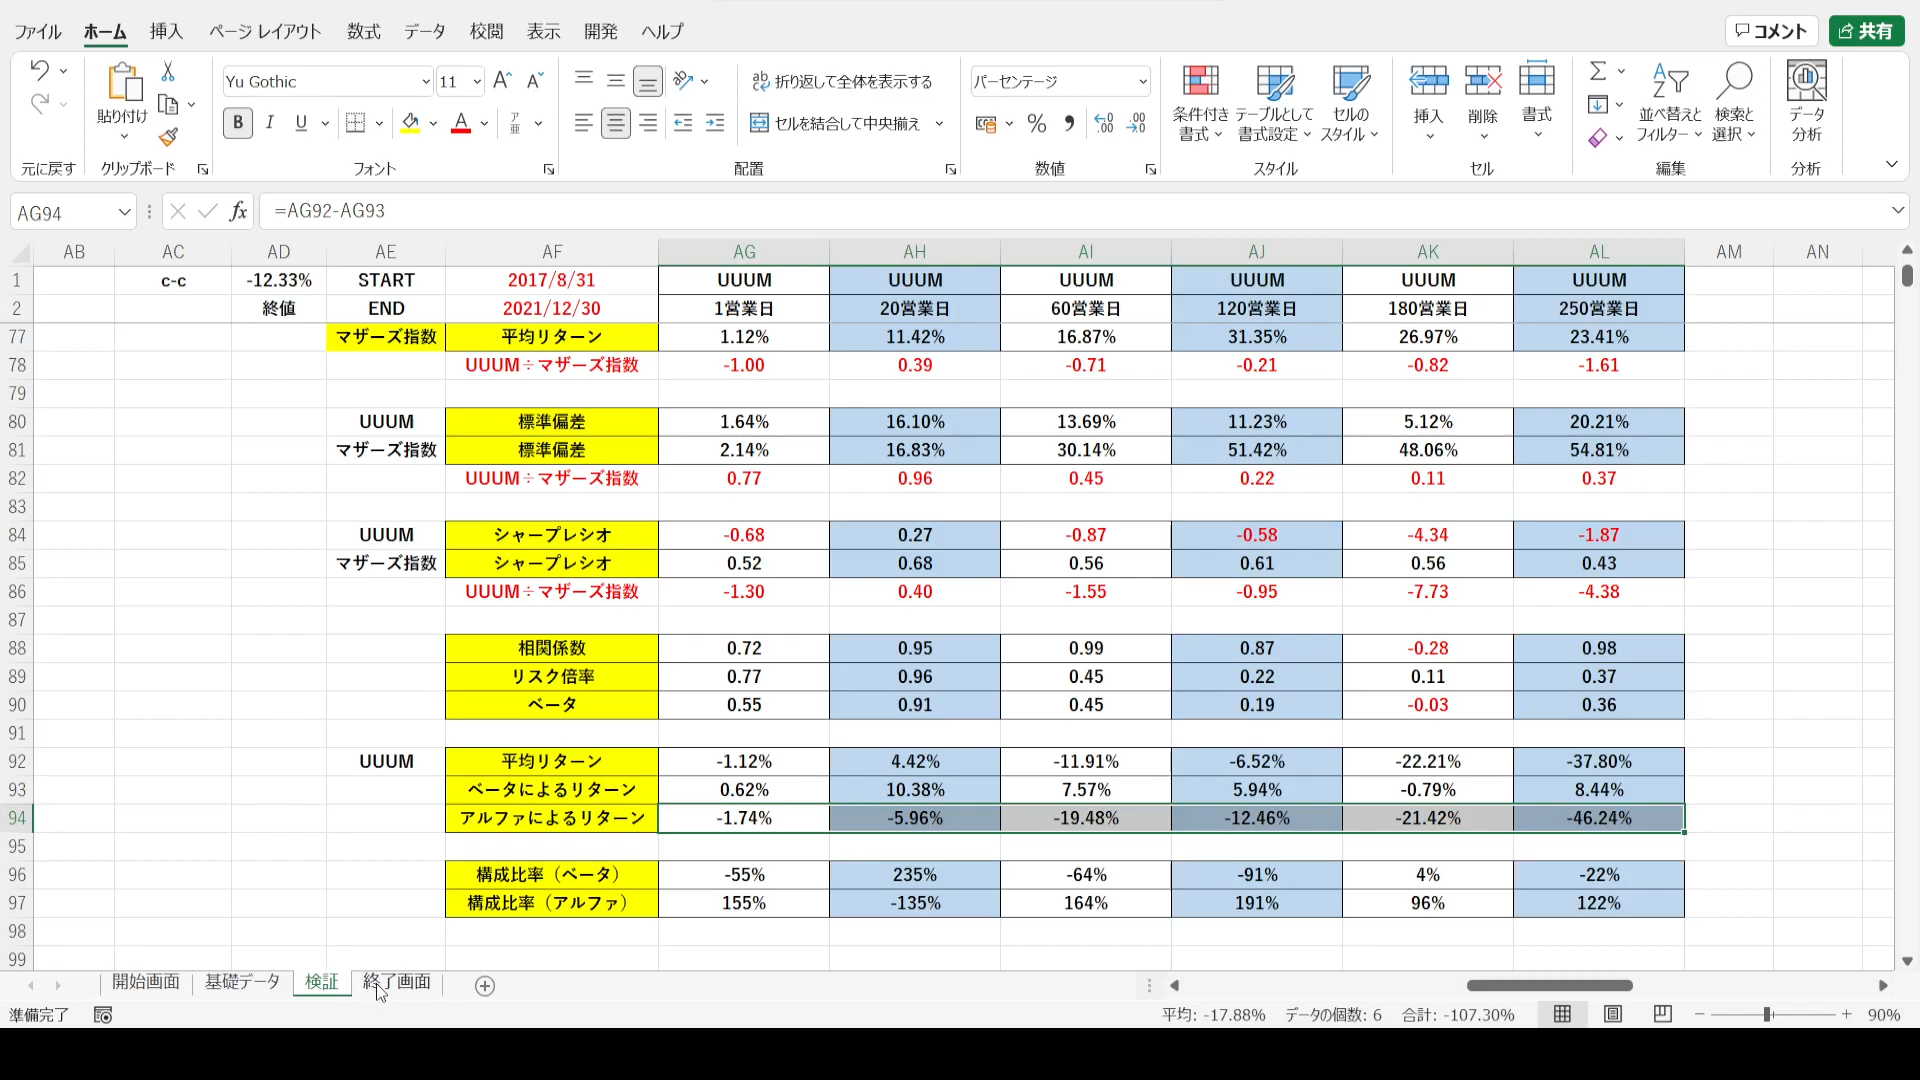 ファイル ホーム 挿入 ページ レイアウト 数式 データ 校閲 表示 開発 ヘルプ コメント 共有
Yu Gothic 11 折り返して全体を表示する パーセンテージ
貼り付け B I U A セルを結合して中央揃え % 条件付き書式 テーブルとして書式設定 セルのスタイル 挿入 削除 書式 並べ替えとフィルター 検索と選択 データ分析
元に戻す クリップボード フォント 配置 数値 スタイル セル 編集 分析
AG94 fx =AG92-AG93
AB AC AD AE AF AG AH AI AJ AK AL AM AN
1 c-c -12.33% START 2017/8/31 UUUM UUUM UUUM UUUM UUUM UUUM
2 終値 END 2021/12/30 1営業日 20営業日 60営業日 120営業日 180営業日 250営業日
77 マザーズ指数 平均リターン 1.12% 11.42% 16.87% 31.35% 26.97% 23.41%
78 UUUM÷マザーズ指数 -1.00 0.39 -0.71 -0.21 -0.82 -1.61
79
80 UUUM 標準偏差 1.64% 16.10% 13.69% 11.23% 5.12% 20.21%
81 マザーズ指数 標準偏差 2.14% 16.83% 30.14% 51.42% 48.06% 54.81%
82 UUUM÷マザーズ指数 0.77 0.96 0.45 0.22 0.11 0.37
83
84 UUUM シャープレシオ -0.68 0.27 -0.87 -0.58 -4.34 -1.87
85 マザーズ指数 シャープレシオ 0.52 0.68 0.56 0.61 0.56 0.43
86 UUUM÷マザーズ指数 -1.30 0.40 -1.55 -0.95 -7.73 -4.38
87
88 相関係数 0.72 0.95 0.99 0.87 -0.28 0.98
89 リスク倍率 0.77 0.96 0.45 0.22 0.11 0.37
90 ベータ 0.55 0.91 0.45 0.19 -0.03 0.36
91
92 UUUM 平均リターン -1.12% 4.42% -11.91% -6.52% -22.21% -37.80%
93 ベータによるリターン 0.62% 10.38% 7.57% 5.94% -0.79% 8.44%
94 アルファによるリターン -1.74% -5.96% -19.48% -12.46% -21.42% -46.24%
95
96 構成比率（ベータ） -55% 235% -64% -91% 4% -22%
97 構成比率（アルファ） 155% -135% 164% 191% 96% 122%
98
99
開始画面 基礎データ 検証 終了画面
準備完了 平均: -17.88% データの個数: 6 合計: -107.30% 90%